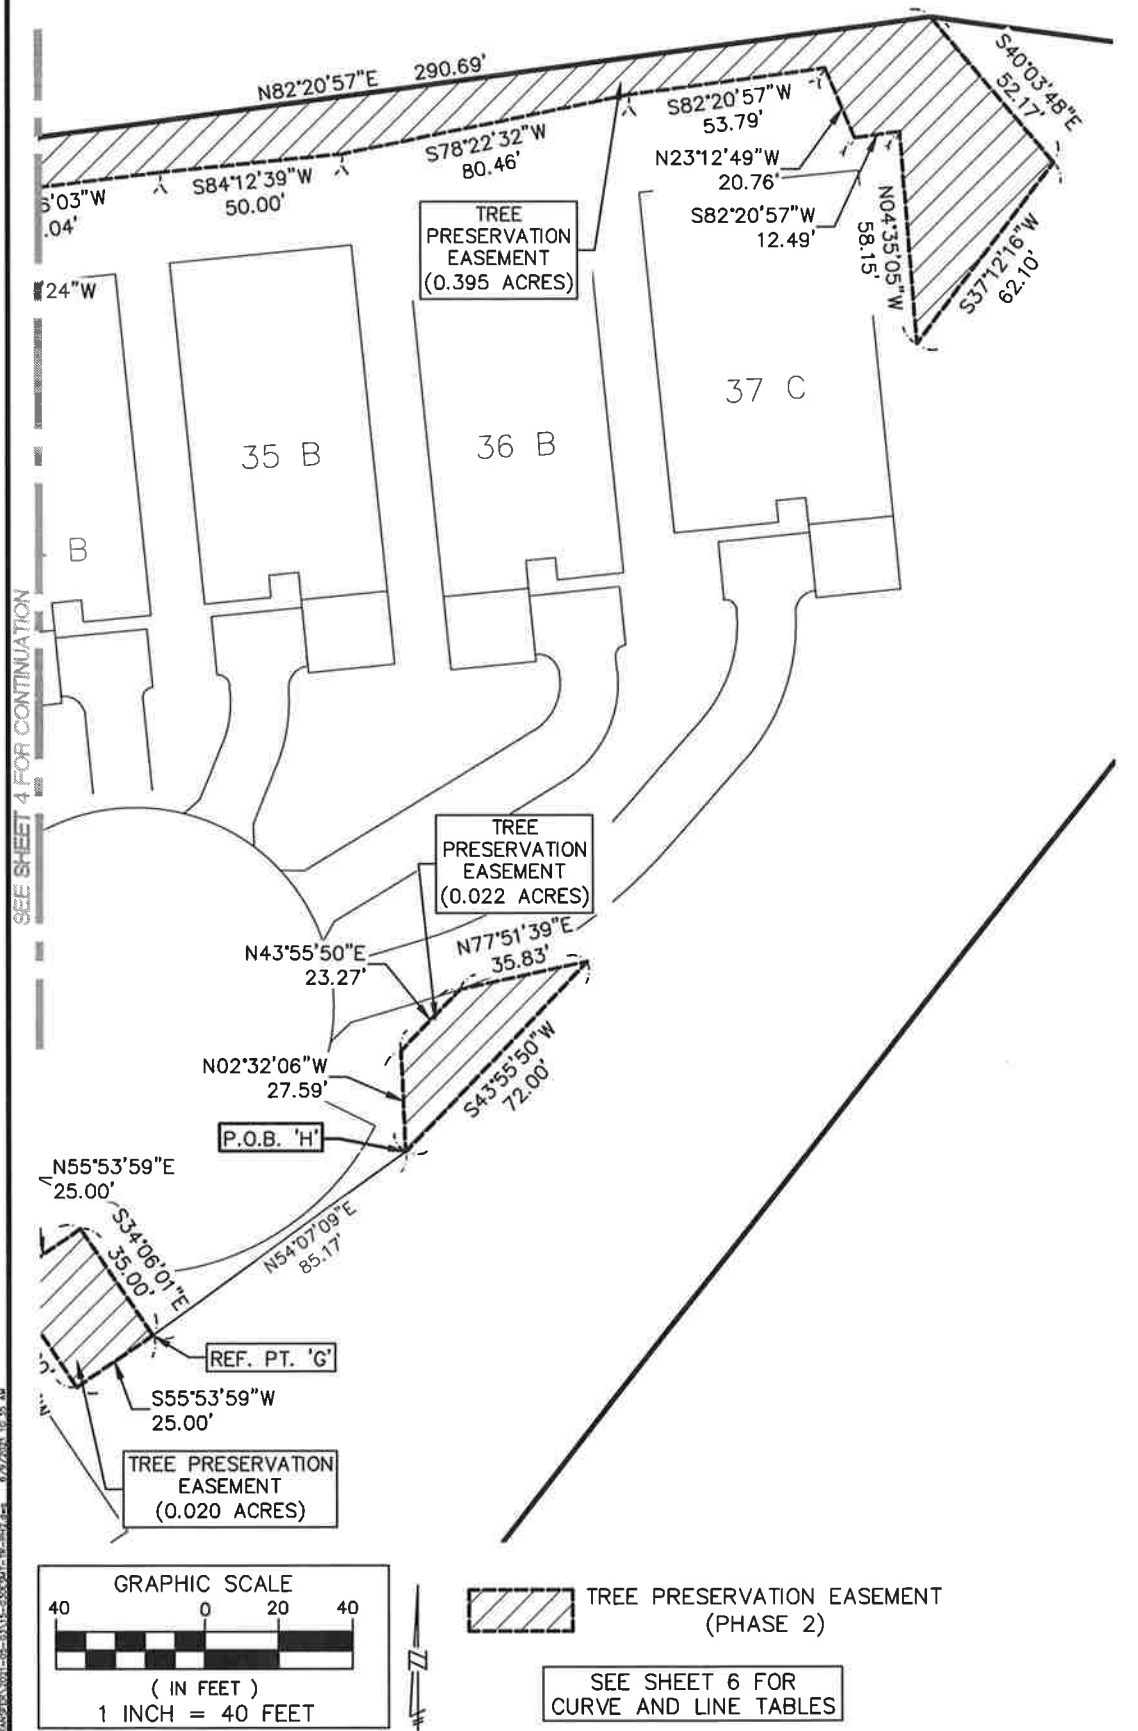 N82°20'57"E 290.69'
S40°03'48"E
52.17'
S82°20'57"W
53.79'
S78°22'32"W
80.46'
N23°12'49"W
20.76'
S84°12'39"W
50.00'
6'03"W
.04'
S82°20'57"W
12.49'
N04°35'05"W
58.15'
S37°12'16"W
62.10'
TREE
PRESERVATION
EASEMENT
(0.395 ACRES)
24"W
37 C
36 B
35 B
B
SEE SHEET 4 FOR CONTINUATION
TREE
PRESERVATION
EASEMENT
(0.022 ACRES)
N43°55'50"E
23.27'
N77°51'39"E
35.83'
N02°32'06"W
27.59'
S43°55'50"W
72.00'
P.O.B. 'H'
N55°53'59"E
25.00'
S34°06'01"E
35.00'
N54°07'09"E
85.17'
REF. PT. 'G'
S55°53'59"W
25.00'
TREE PRESERVATION
EASEMENT
(0.020 ACRES)
GRAPHIC SCALE
40 0 20 40
( IN FEET )
1 INCH = 40 FEET
TREE PRESERVATION EASEMENT
(PHASE 2)
SEE SHEET 6 FOR
CURVE AND LINE TABLES